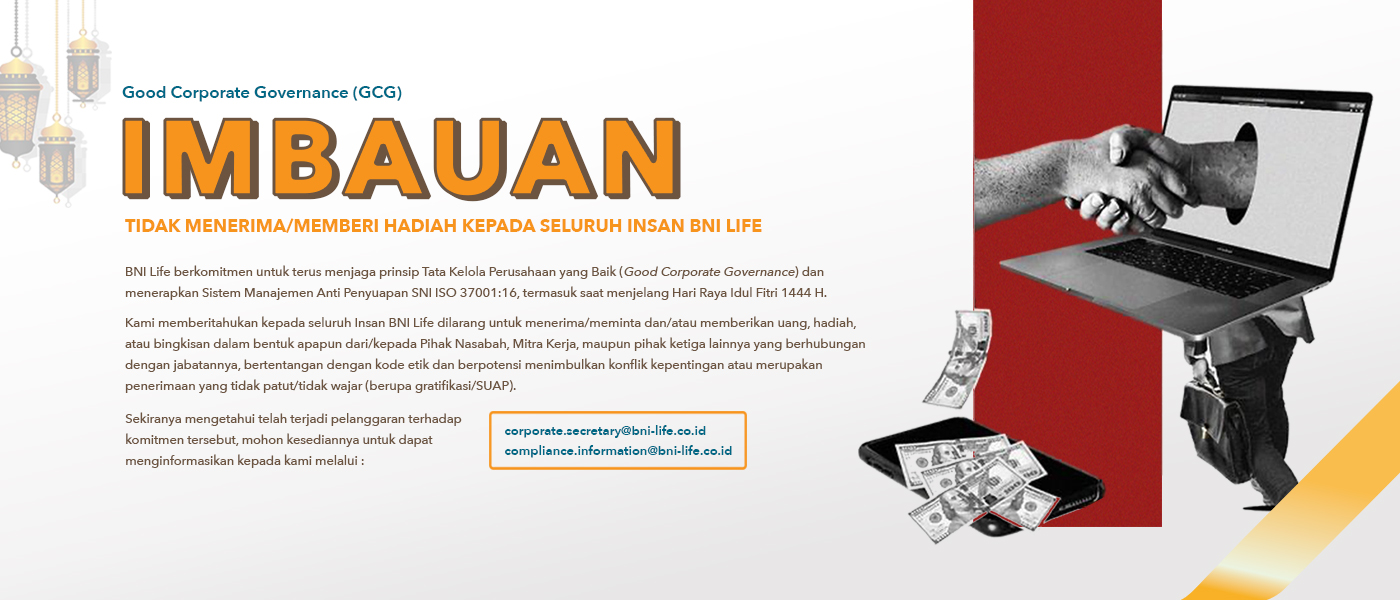 Good Corporate Governance (GCG)
IMBAUAN
TIDAK MENERIMA/MEMBERI HADIAH KEPADA SELURUH INSAN BNI LIFE
BNI Life berkomitmen untuk terus menjaga prinsip Tata Kelola Perusahaan yang Baik (Good Corporate Governance) dan
menerapkan Sistem Manajemen Anti Penyuapan SNI ISO 37001:16, termasuk saat menjelang Hari Raya Idul Fitri 1444 H.
Kami memberitahukan kepada seluruh Insan BNI Life dilarang untuk menerima/meminta dan/atau memberikan uang, hadiah,
atau bingkisan dalam bentuk apapun dari/kepada Pihak Nasabah, Mitra Kerja, maupun pihak ketiga lainnya yang berhubungan
dengan jabatannya, bertentangan dengan kode etik dan berpotensi menimbulkan konflik kepentingan atau merupakan
penerimaan yang tidak patut/tidak wajar (berupa gratifikasi/SUAP).
Sekiranya mengetahui telah terjadi pelanggaran terhadap
komitmen tersebut, mohon kesediannya untuk dapat
menginformasikan kepada kami melalui :
corporate.secretary@bni-life.co.id
compliance.information@bni-life.co.id